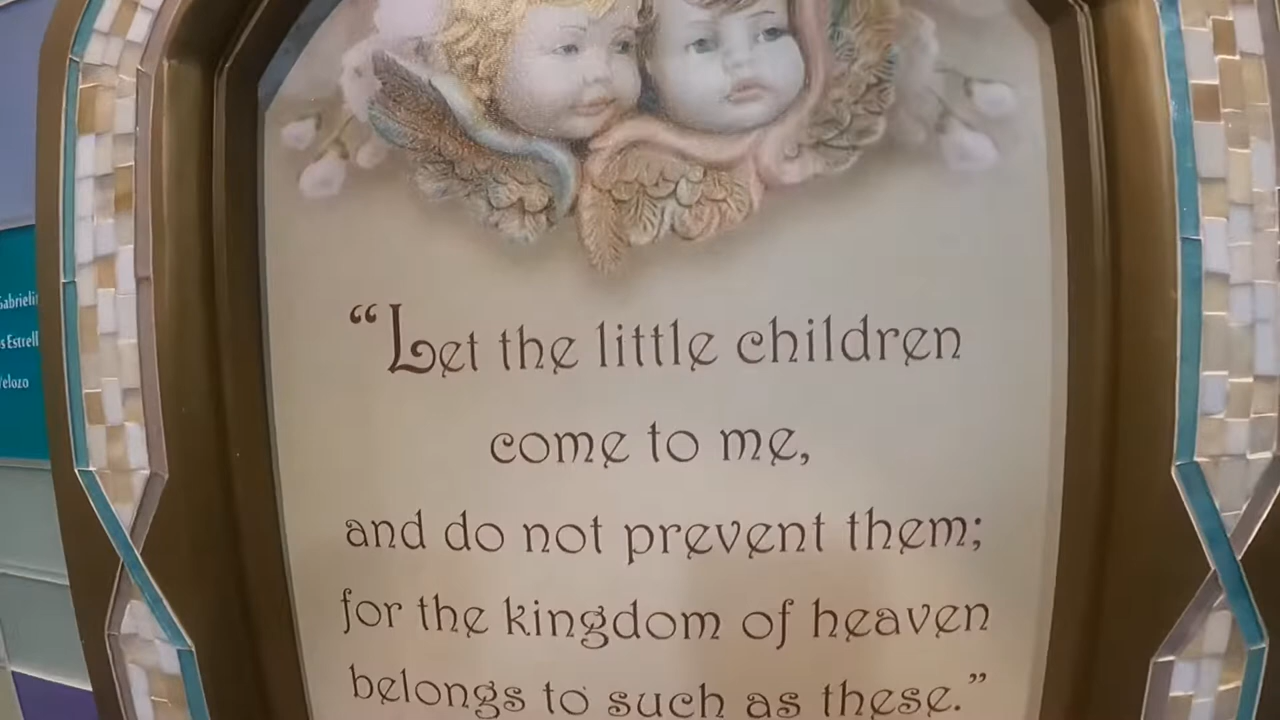 “Let the little children
come to me,
and do not prevent them;
for the kingdom of heaven
belongs to such as these.”